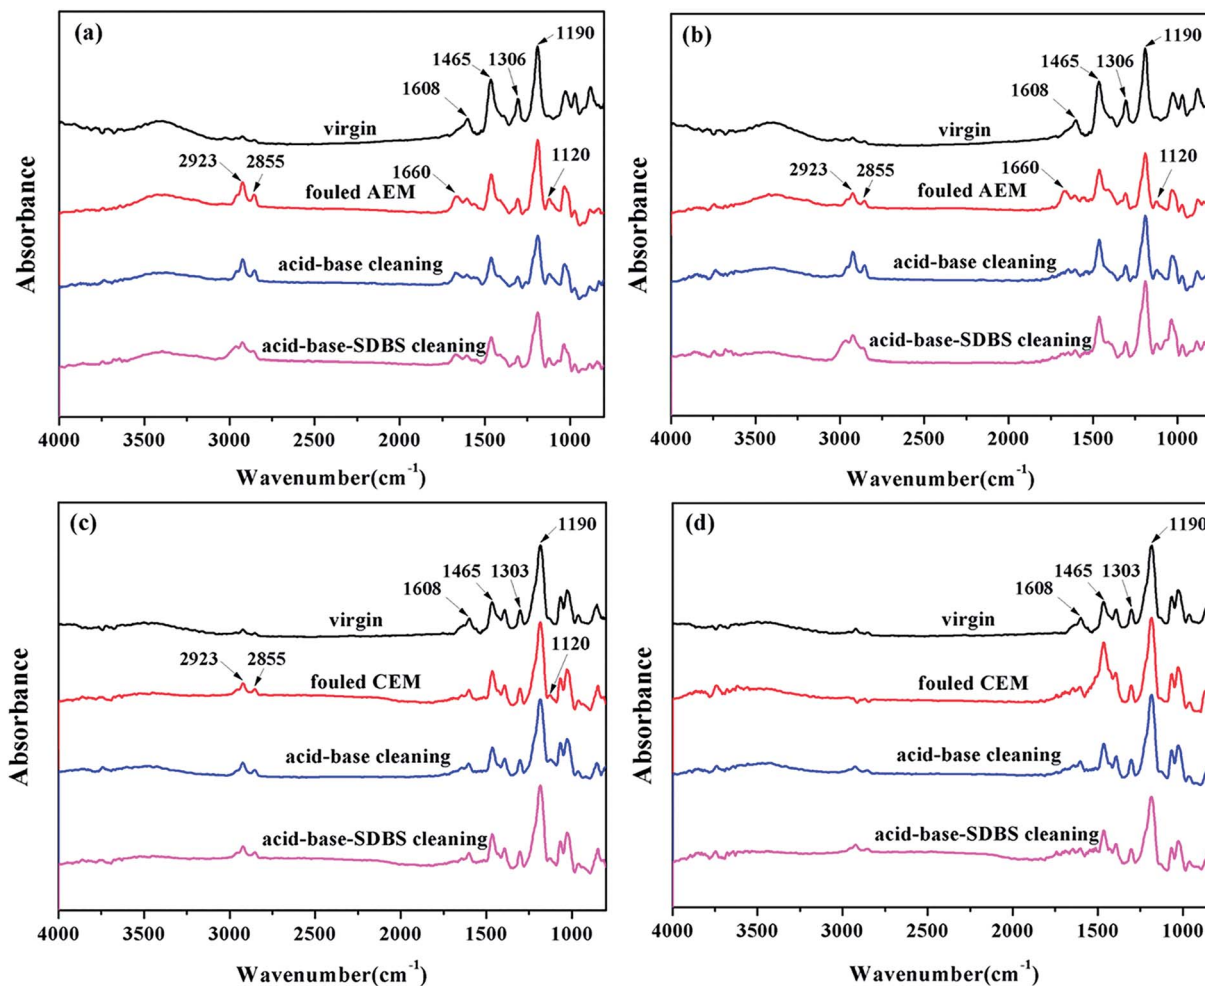 (a)
1190
1465
1306
1608
virgin
2923
2855
1660
1120
fouled AEM
acid-base cleaning
acid-base-SDBS cleaning
Absorbance
4000 3500 3000 2500 2000 1500 1000
Wavenumber(cm⁻¹)
(b)
1190
1465
1306
1608
virgin
2923
2855
1660
1120
fouled AEM
acid-base cleaning
acid-base-SDBS cleaning
Absorbance
4000 3500 3000 2500 2000 1500 1000
Wavenumber(cm⁻¹)
(c)
1190
1465
1303
1608
virgin
2923
2855
1120
fouled CEM
acid-base cleaning
acid-base-SDBS cleaning
Absorbance
4000 3500 3000 2500 2000 1500 1000
Wavenumber(cm⁻¹)
(d)
1190
1465
1303
1608
virgin
fouled CEM
acid-base cleaning
acid-base-SDBS cleaning
Absorbance
4000 3500 3000 2500 2000 1500 1000
Wavenumber(cm⁻¹)